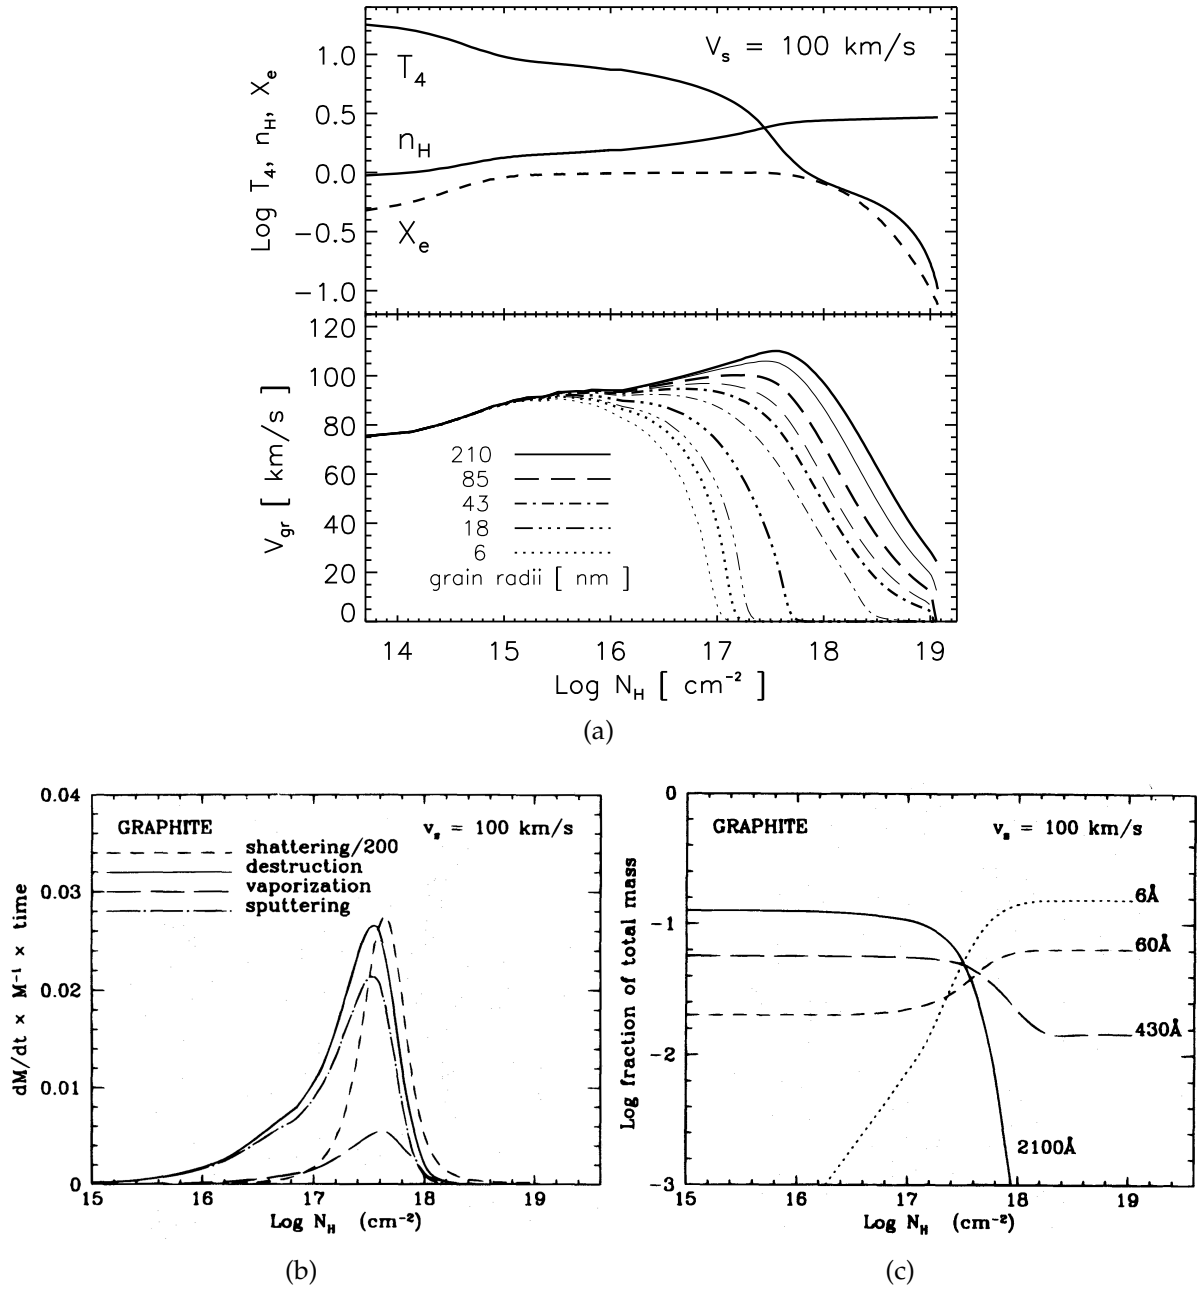 V_s = 100 km/s
1.0
T_4
0.5
n_H
0.0
X_e
−0.5
−1.0
Log T_4, n_H, X_e
120
100
80
60
40
20
0
V_gr [ km/s ]
210
85
43
18
6
grain radii [ nm ]
14 15 16 17 18 19
Log N_H [ cm^−2 ]
(a)
0.04
0.03
0.02
0.01
0
dM/dt × M^−1 × time
GRAPHITE
v_s = 100 km/s
shattering/200
destruction
vaporization
sputtering
15 16 17 18 19
Log N_H (cm^−2)
(b)
0
−1
−2
−3
Log fraction of total mass
GRAPHITE
v_s = 100 km/s
6Å
60Å
430Å
2100Å
15 16 17 18 19
Log N_H (cm^−2)
(c)